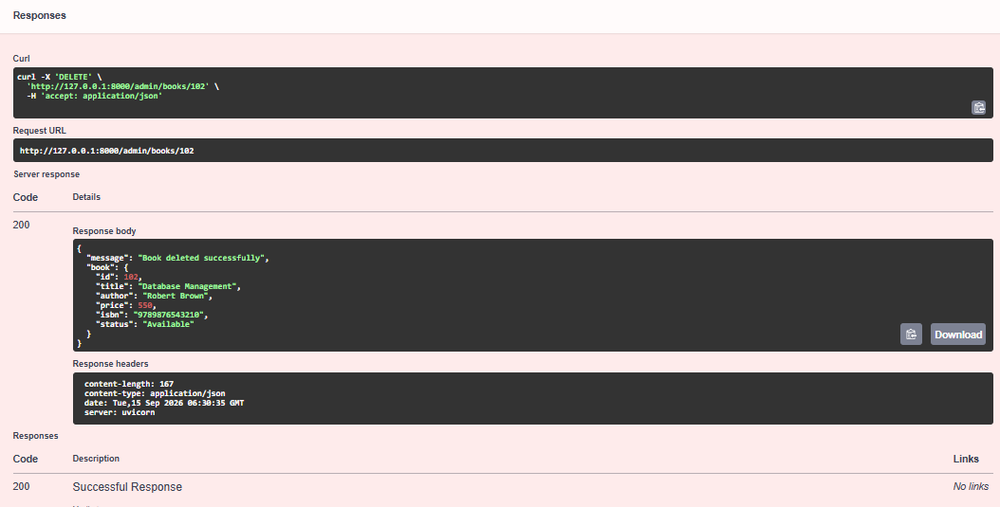 Responses
Curl
curl -X 'DELETE' \
  'http://127.0.0.1:8000/admin/books/102' \
  -H 'accept: application/json'
Request URL
http://127.0.0.1:8000/admin/books/102
Server response
Code Details
200
Response body
{
  "message": "Book deleted successfully",
  "book": {
    "id": 102,
    "title": "Database Management",
    "author": "Robert Brown",
    "price": 550,
    "isbn": "9789876543210",
    "status": "Available"
  }
}
Download
Response headers
content-length: 167
content-type: application/json
date: Tue,15 Sep 2026 06:30:35 GMT
server: uvicorn
Responses
Code Description Links
200 Successful Response No links